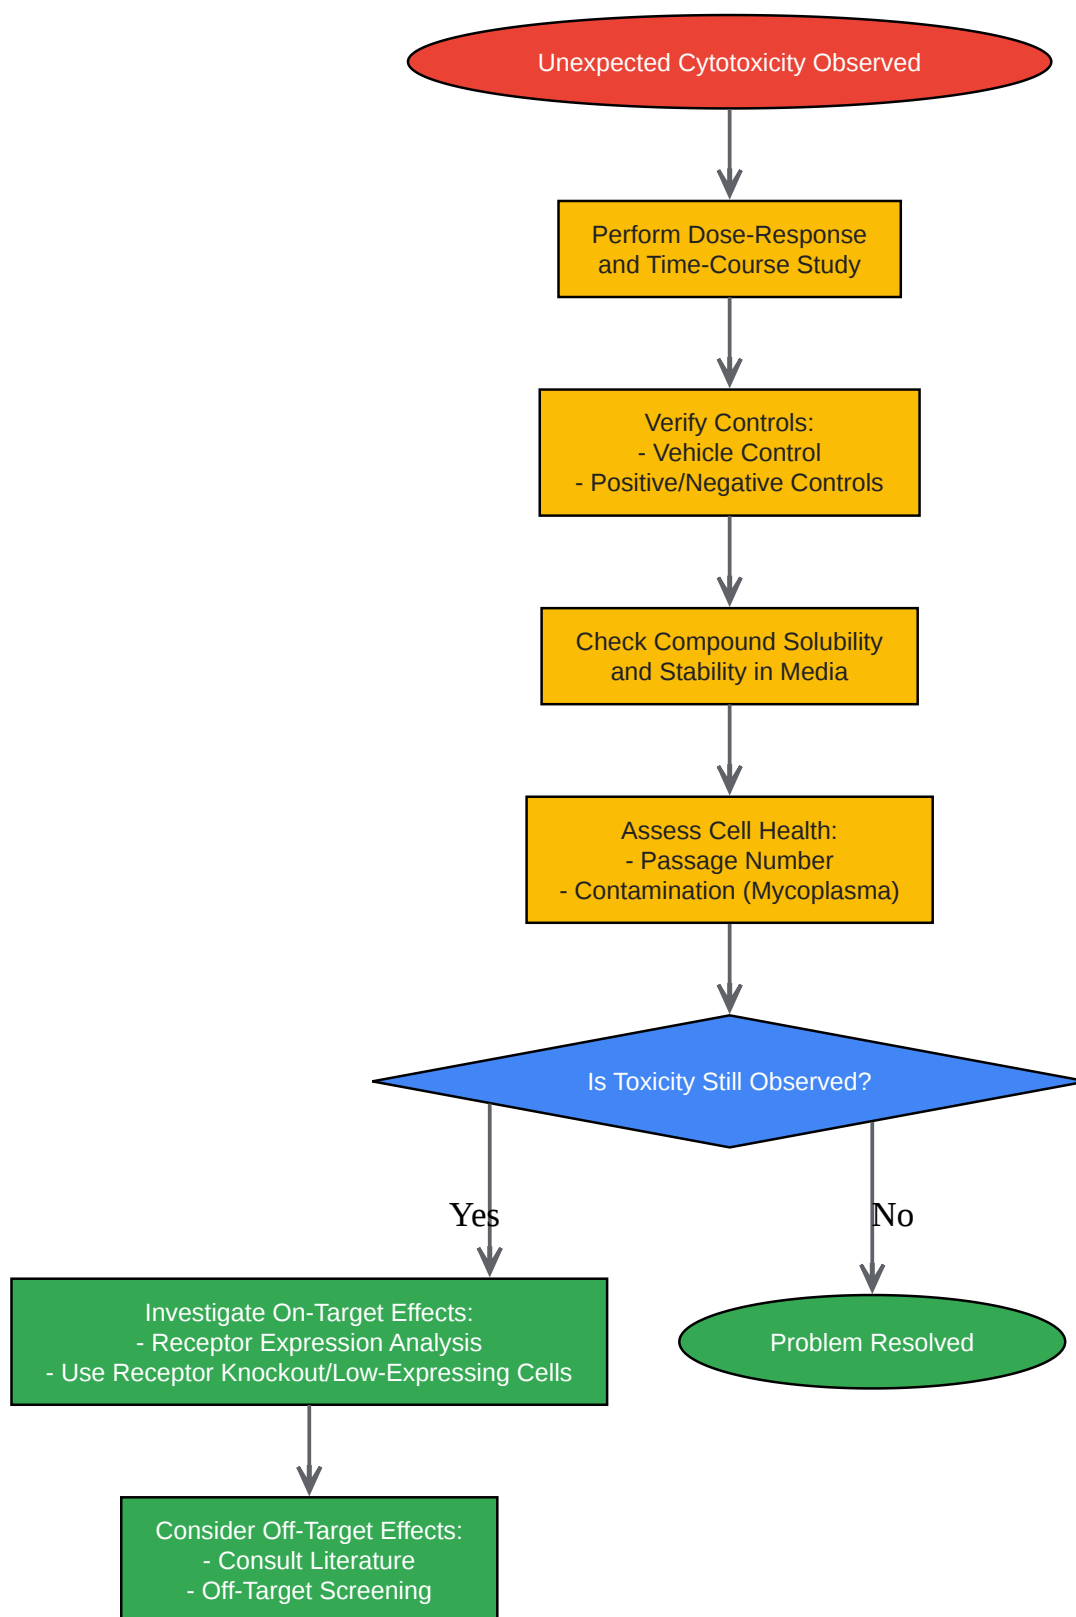 Unexpected Cytotoxicity Observed
Perform Dose-Response
and Time-Course Study
Verify Controls:
- Vehicle Control
- Positive/Negative Controls
Check Compound Solubility
and Stability in Media
Assess Cell Health:
- Passage Number
- Contamination (Mycoplasma)
Is Toxicity Still Observed?
Yes
No
Investigate On-Target Effects:
- Receptor Expression Analysis
- Use Receptor Knockout/Low-Expressing Cells
Problem Resolved
Consider Off-Target Effects:
- Consult Literature
- Off-Target Screening